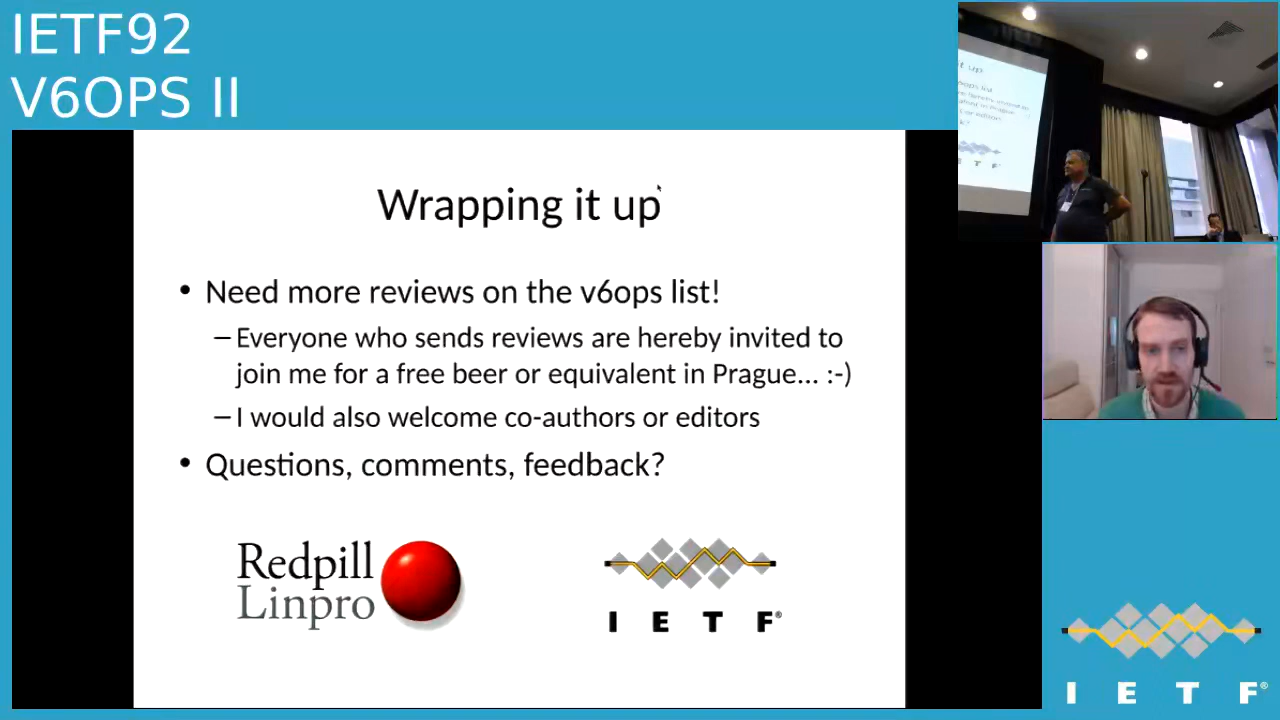 IETF92
V6OPS II
Wrapping it up
• Need more reviews on the v6ops list!
– Everyone who sends reviews are hereby invited to
join me for a free beer or equivalent in Prague... :-)
– I would also welcome co-authors or editors
• Questions, comments, feedback?
Redpill
Linpro
I E T F®
it up
I E T F®